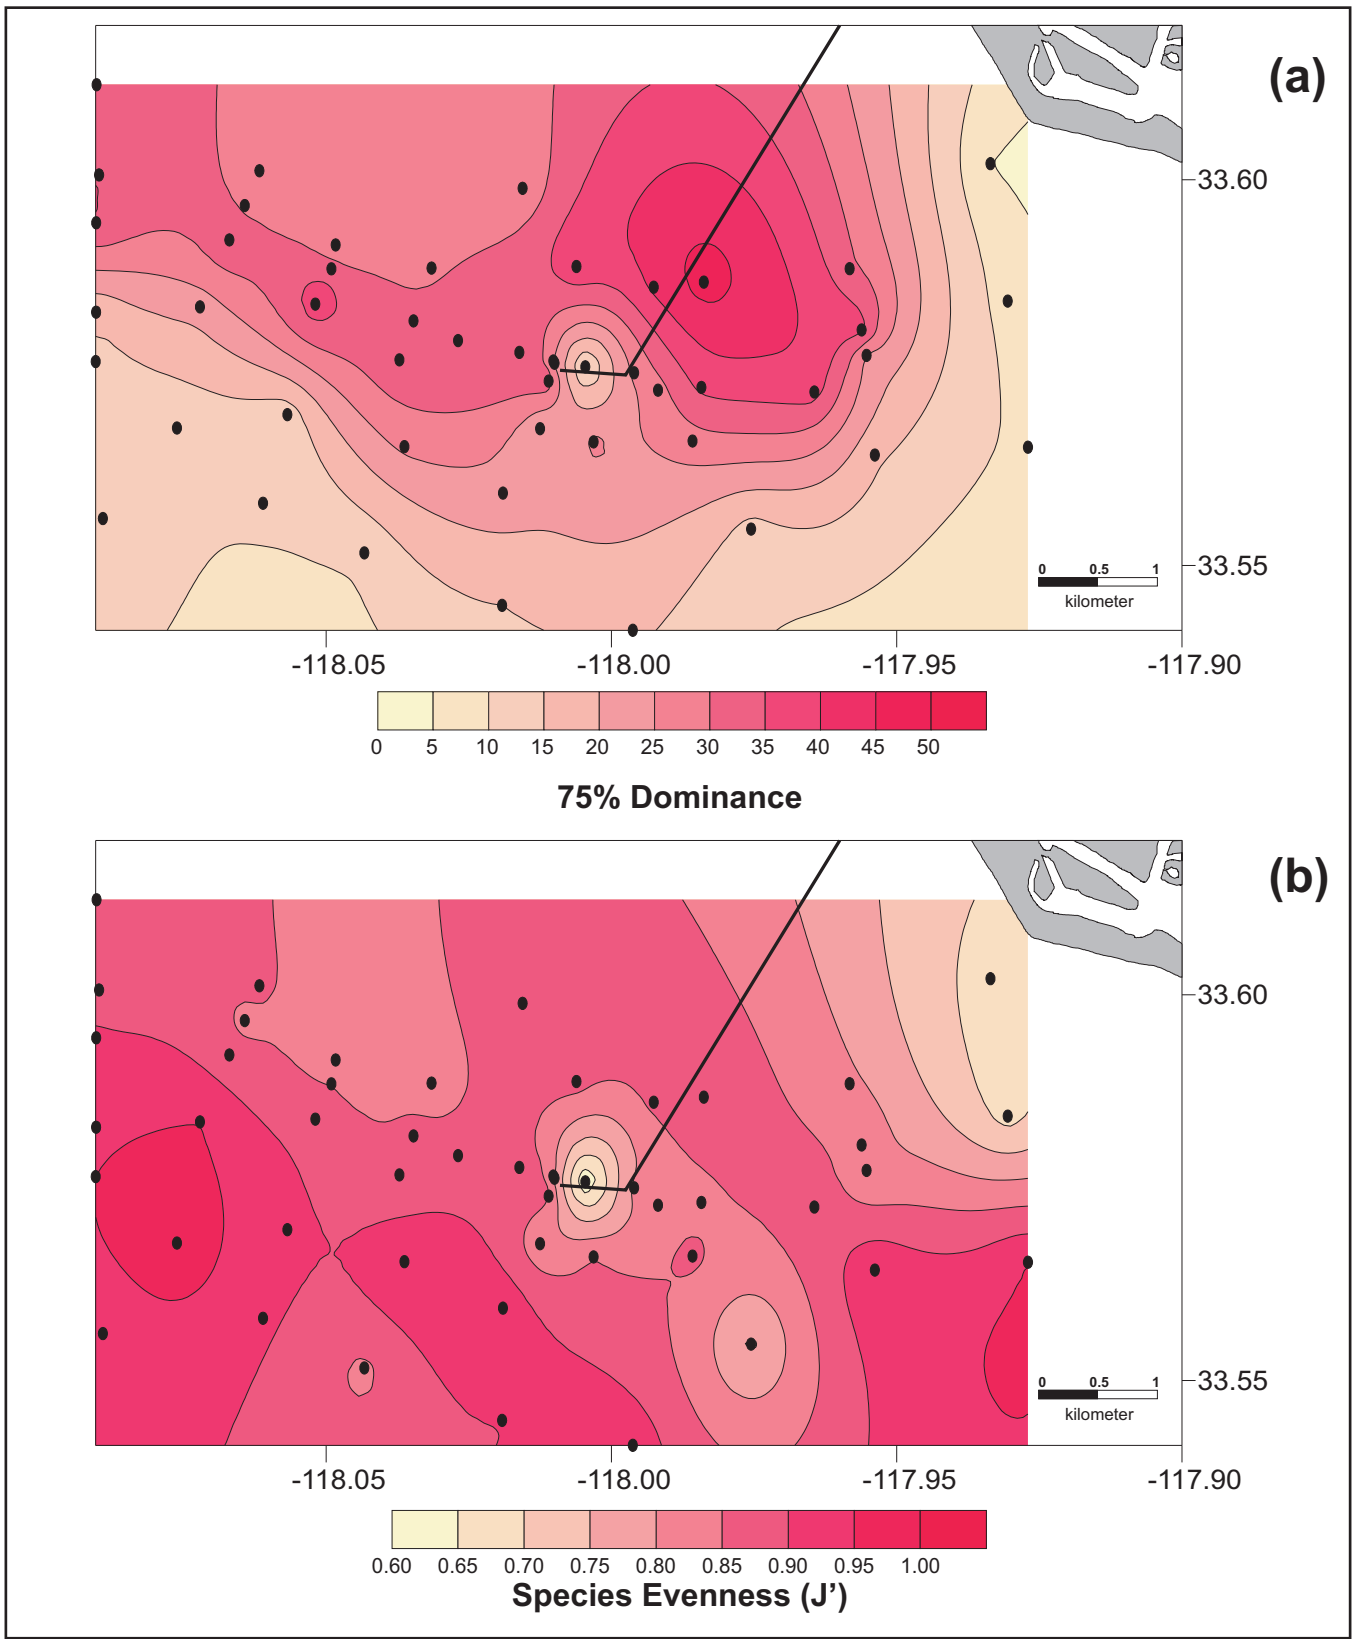 (a)
33.60
33.55
0 0.5 1
kilometer
-118.05 -118.00 -117.95 -117.90
0 5 10 15 20 25 30 35 40 45 50
75% Dominance
(b)
33.60
33.55
0 0.5 1
kilometer
-118.05 -118.00 -117.95 -117.90
0.60 0.65 0.70 0.75 0.80 0.85 0.90 0.95 1.00
Species Evenness (J’)